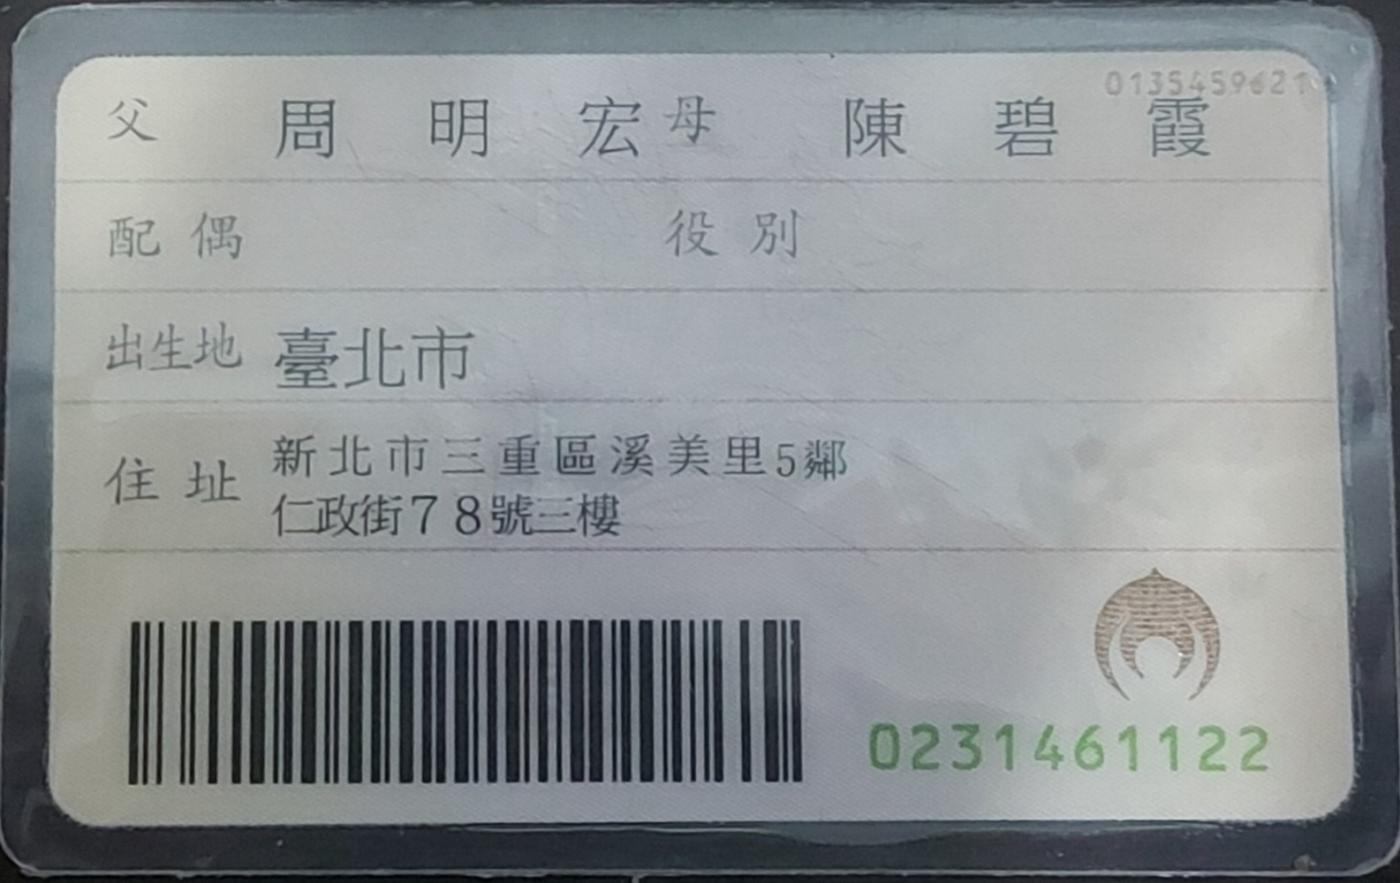 0135459621
父 周明宏 母 陳碧霞
配偶 役別
出生地 臺北市
住址 新北市三重區溪美里5鄰
仁政街78號三樓
0231461122